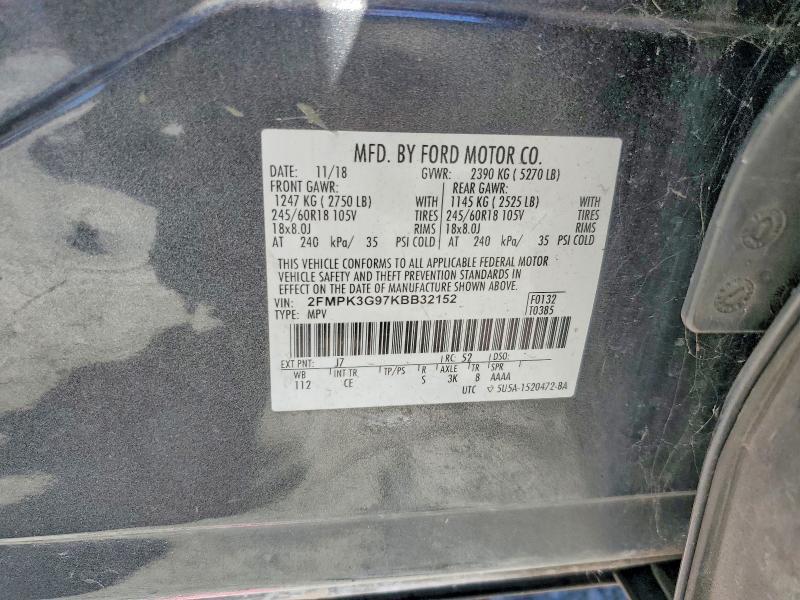 MFD. BY FORD MOTOR CO.
DATE: 11/18 GVWR: 2390 KG ( 5270 LB)
FRONT GAWR: REAR GAWR:
1247 KG ( 2750 LB) WITH 1145 KG ( 2525 LB) WITH
245/60R18 105V TIRES 245/60R18 105V TIRES
18x8.0J RIMS 18x8.0J RIMS
AT 240 kPa/ 35 PSI COLD AT 240 kPa/ 35 PSI COLD
THIS VEHICLE CONFORMS TO ALL APPLICABLE FEDERAL MOTOR
VEHICLE SAFETY AND THEFT PREVENTION STANDARDS IN
EFFECT ON THE DATE OF MANUFACTURE SHOWN ABOVE.
VIN: 2FMPK3G97KBB32152 F0132
TYPE: MPV T0385
EXT PNT: J7 RC: 52 DSO:
WB INT TR TP/PS R AXLE TR SPR
112 CE S 3K 8 AAAA
UTC 5U5A-1520472-BA